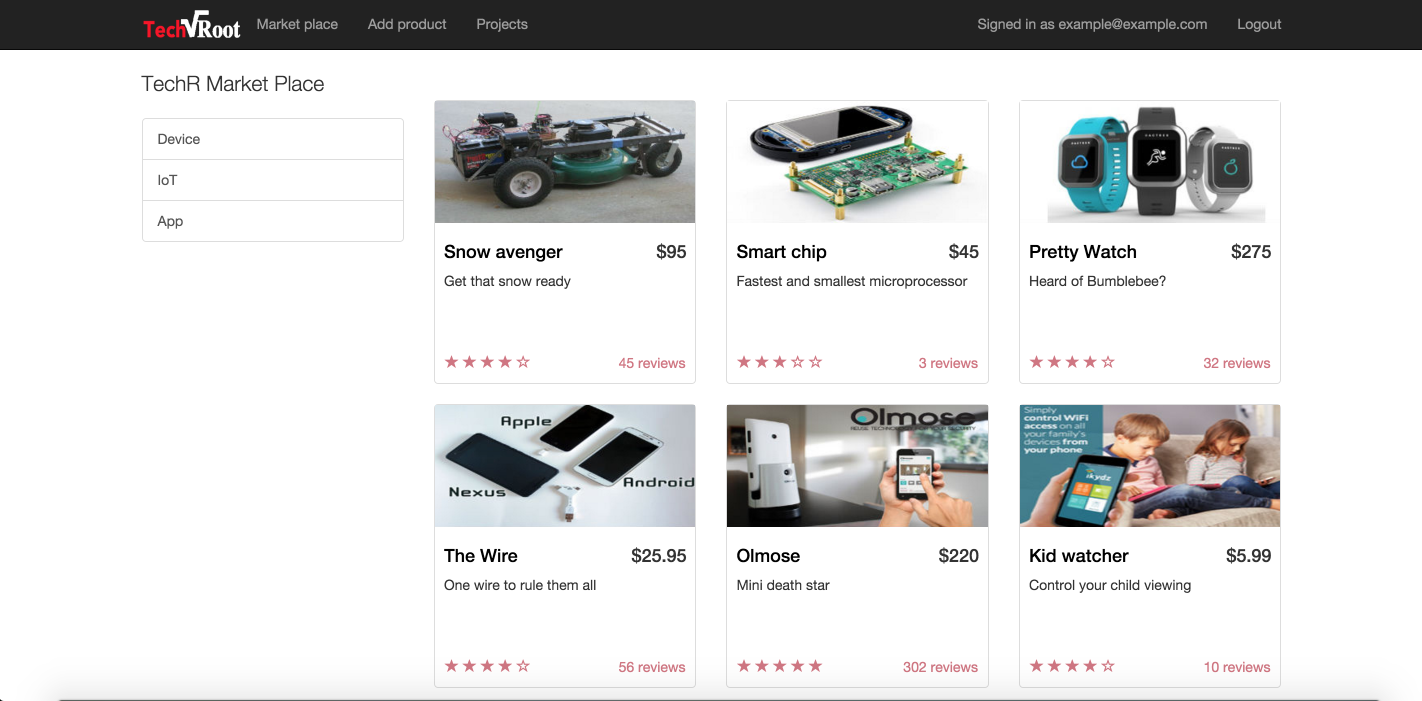 Tech Root
Market place
Add product
Projects
Signed in as example@example.com
Logout
TechR Market Place
Device
IoT
App
Snow avenger $95
Get that snow ready
★ ★ ★ ★ ☆ 45 reviews
Smart chip $45
Fastest and smallest microprocessor
★ ★ ★ ☆ ☆ 3 reviews
Pretty Watch $275
Heard of Bumblebee?
★ ★ ★ ★ ☆ 32 reviews
Apple
Nexus
Android
The Wire $25.95
One wire to rule them all
★ ★ ★ ★ ☆ 56 reviews
Olmose
Olmose $220
Mini death star
★ ★ ★ ★ ★ 302 reviews
Simply
control WiFi
access on all
your family's
devices from
your phone
ikydz
Kid watcher $5.99
Control your child viewing
★ ★ ★ ★ ☆ 10 reviews